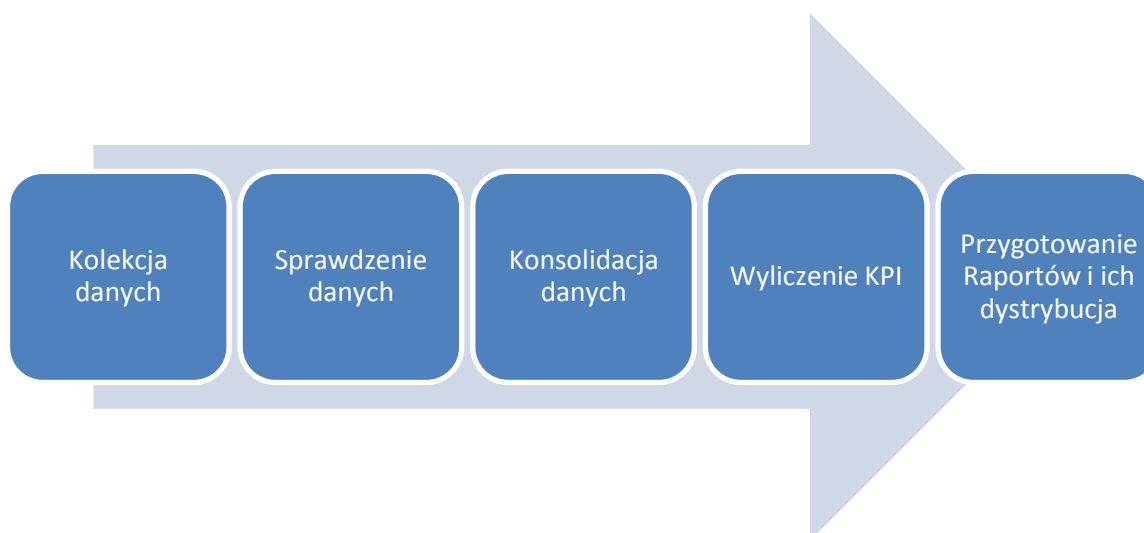 Kolekcja
danych
Sprawdzenie
danych
Konsolidacja
danych
Wyliczenie KPI
Przygotowanie
Raportów i ich
dystrybucja